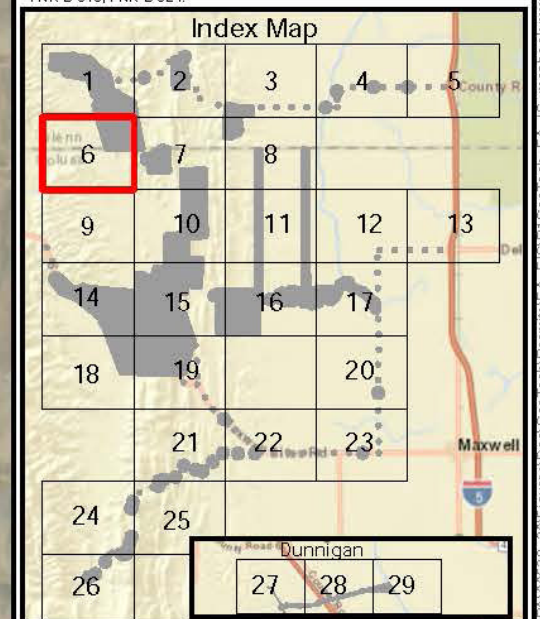 Index Map
1 2 3 4 5 County R
6 7 8
9 10 11 12 13
Del
14 15 16 17
18 19 20
21 22 23 Maxwell
5
24 25
Dunnigan
26 27 28 29